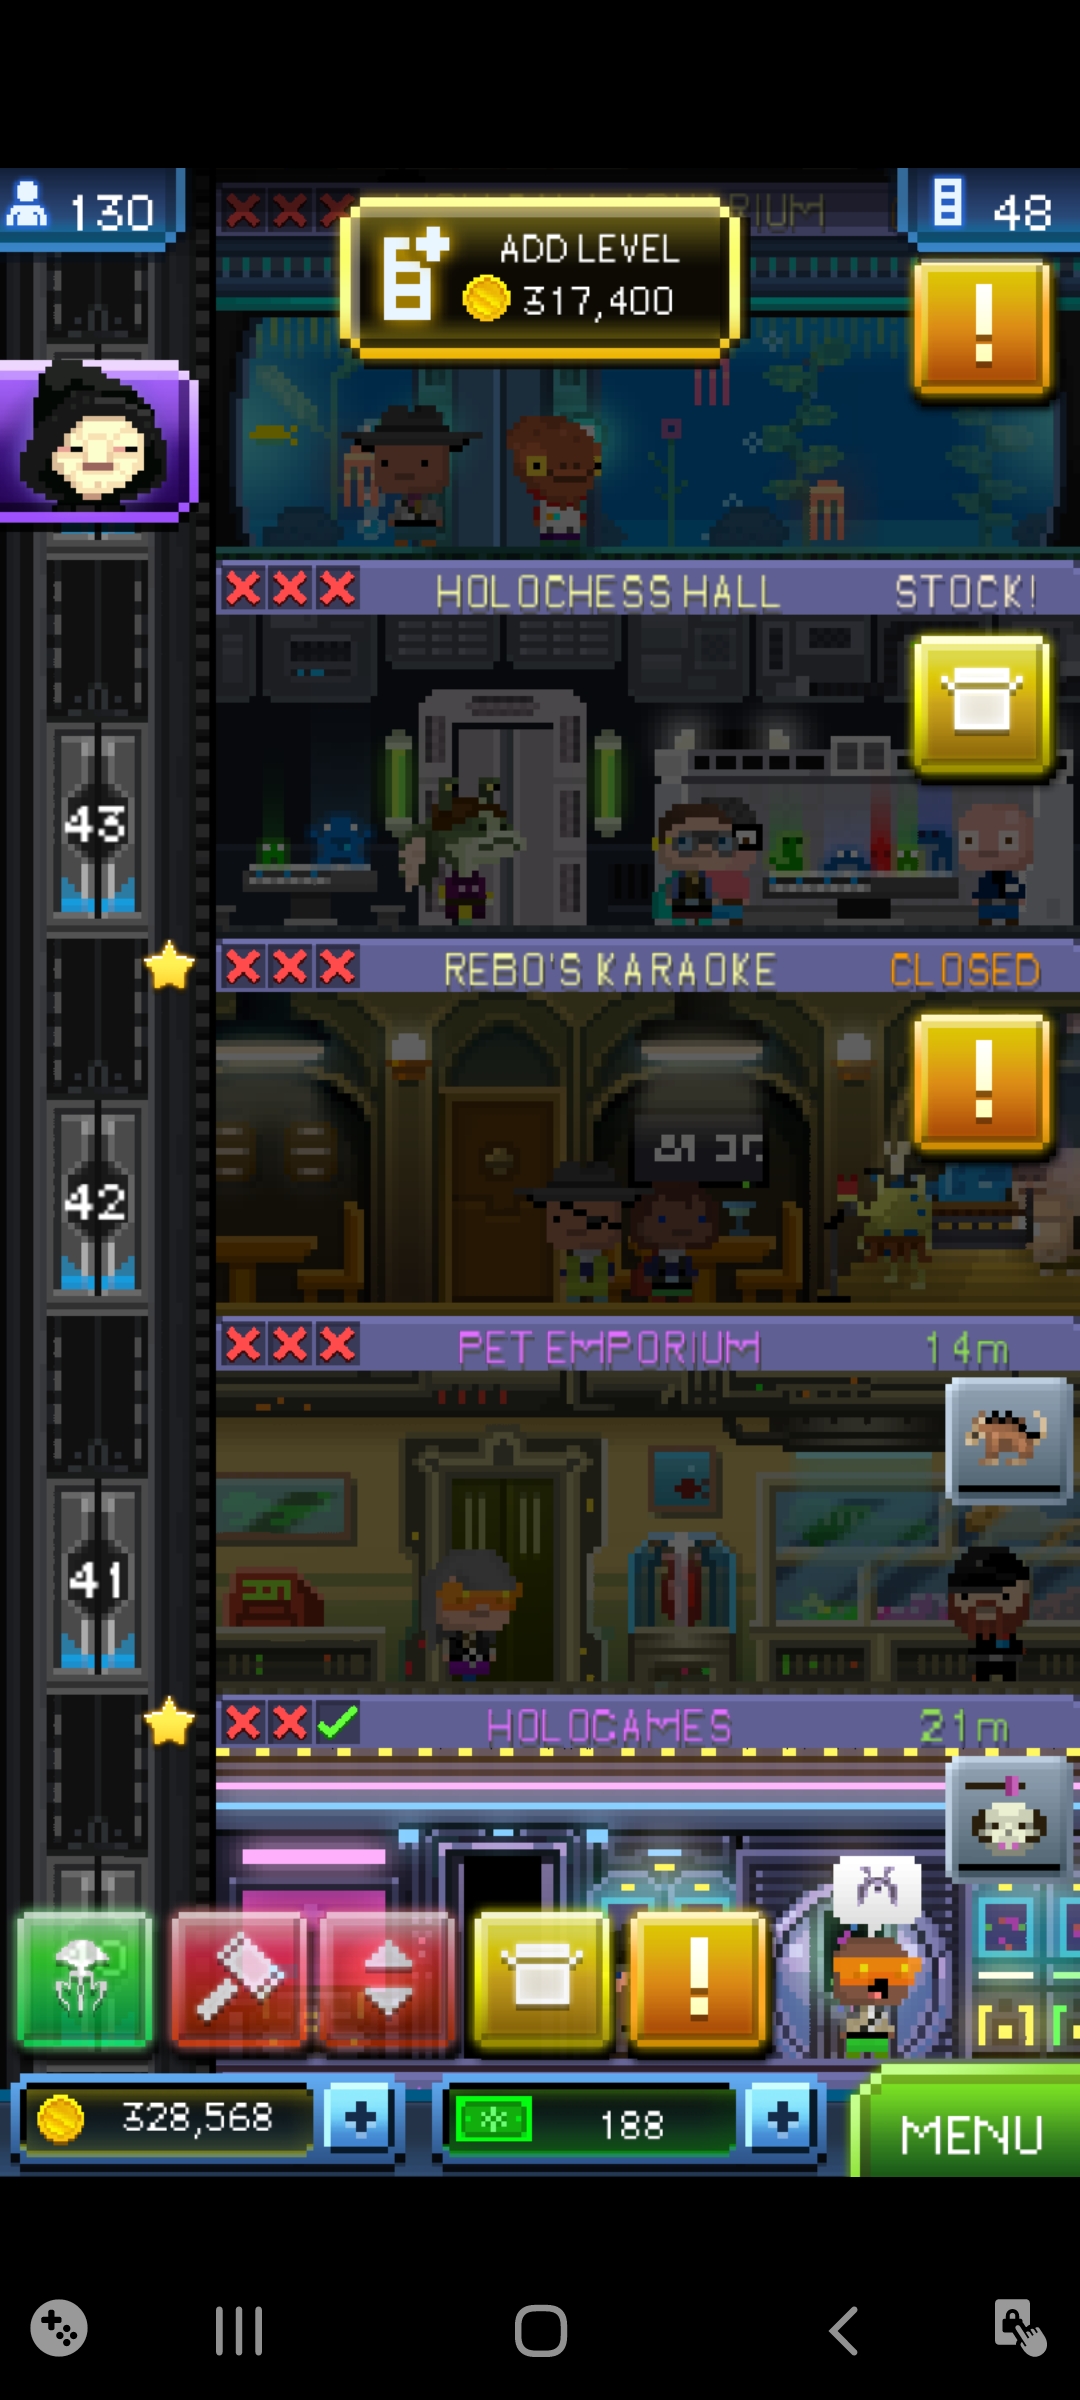 130
48
ADD LEVEL
317,400
HOLOCHESS HALL
STOCK!
43
REBO'S KARAOKE
CLOSED
42
PET EMPORIUM
14m
41
HOLOGAMES
21m
328,568
188
MENU